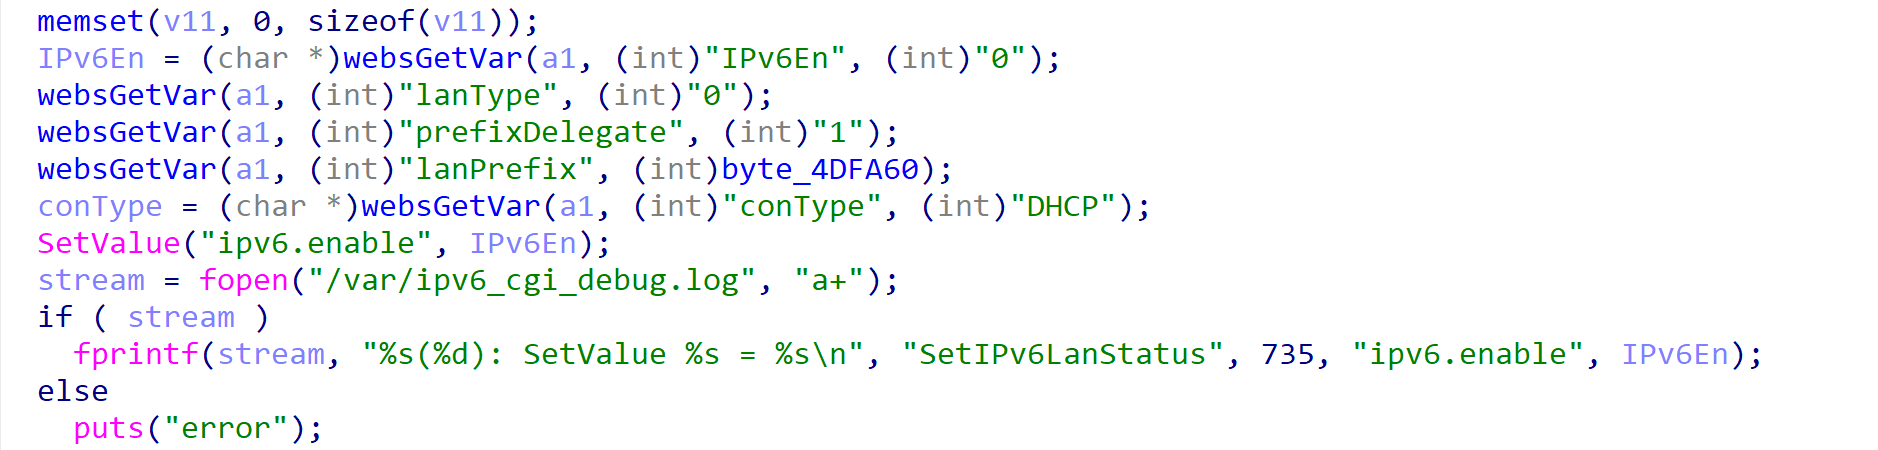 memset(v11, 0, sizeof(v11));
IPv6En = (char *)websGetVar(a1, (int)"IPv6En", (int)"0");
websGetVar(a1, (int)"lanType", (int)"0");
websGetVar(a1, (int)"prefixDelegate", (int)"1");
websGetVar(a1, (int)"lanPrefix", (int)byte_4DFA60);
conType = (char *)websGetVar(a1, (int)"conType", (int)"DHCP");
SetValue("ipv6.enable", IPv6En);
stream = fopen("/var/ipv6_cgi_debug.log", "a+");
if ( stream )
  fprintf(stream, "%s(%d): SetValue %s = %s\n", "SetIPv6LanStatus", 735, "ipv6.enable", IPv6En);
else
  puts("error");